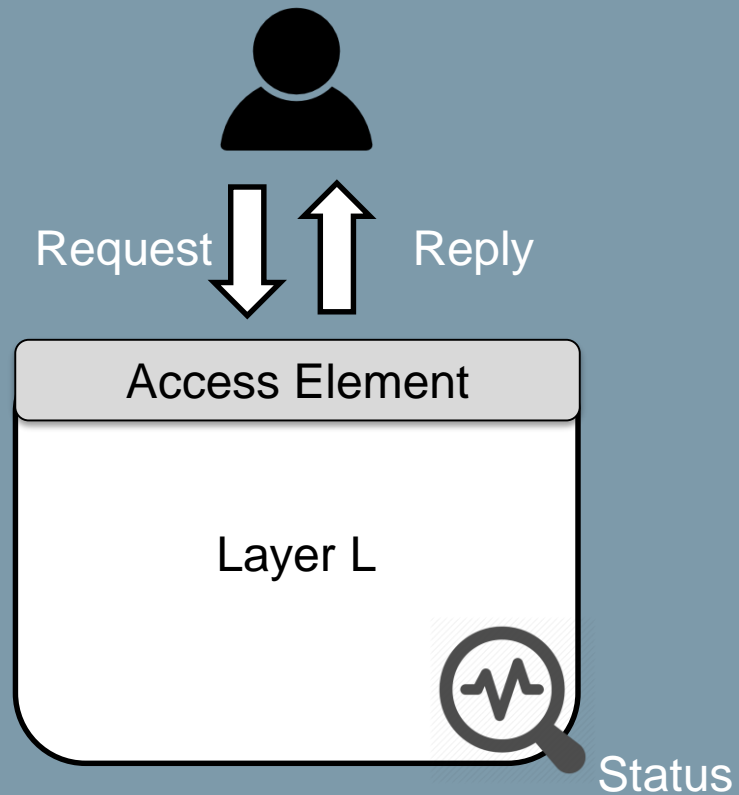 Request
Reply
Access Element
Layer L
Status